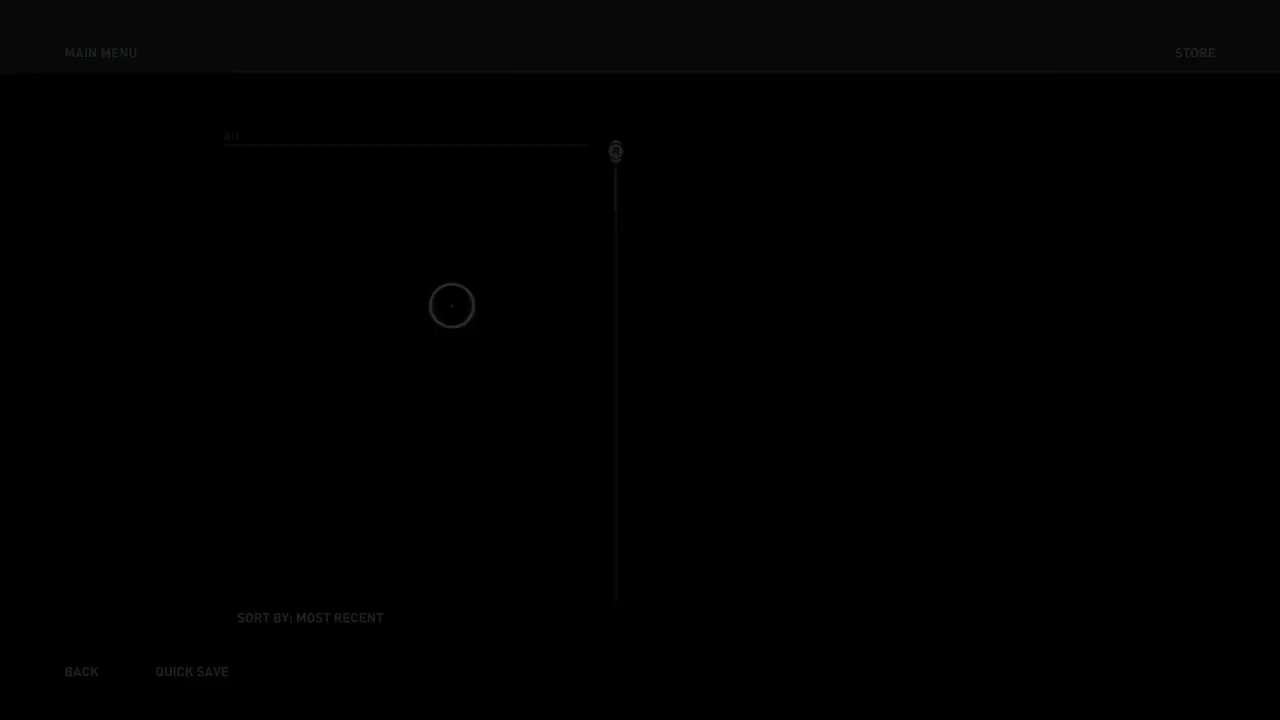 MAIN MENU
STORE
All
R
SORT BY: MOST RECENT
BACK
QUICK SAVE